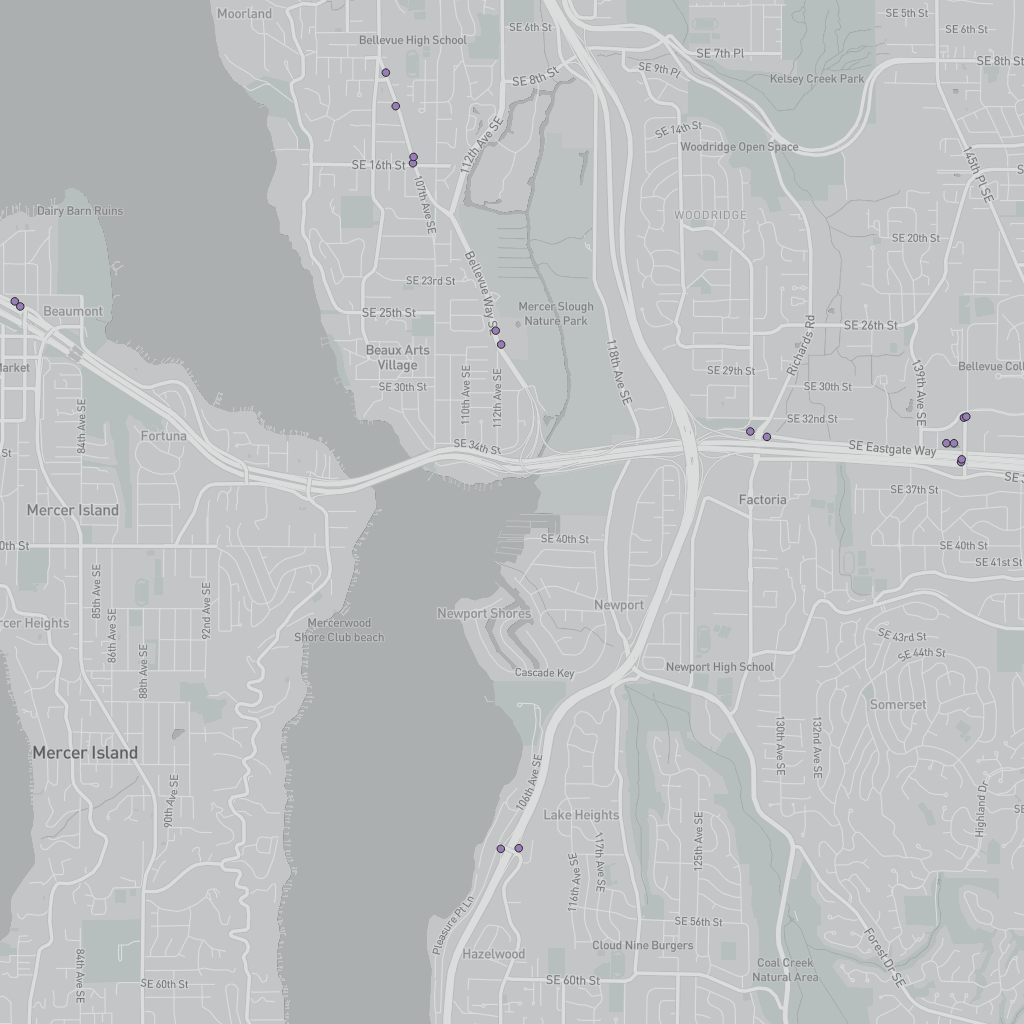 Moorland
SE 5th St
SE 6th St
SE 6th St
Bellevue High School
SE 7th Pl
SE 8th St
SE 9th Pl
SE 8th St
Kelsey Creek Park
112th Ave SE
SE 14th St
Woodridge Open Space
145th Pl SE
SE 16th St
107th Ave SE
Dairy Barn Ruins
WOODRIDGE
SE 20th St
Bellevue Way S
SE 23rd St
Beaumont
SE 25th St
Mercer Slough
Nature Park
SE 26th St
Richards Rd
Beaux Arts
Village
118th Ave SE
139th Ave SE
Market
SE 29th St
Bellevue Coll
SE 30th St
110th Ave SE
112th Ave SE
SE 30th St
84th Ave SE
SE 32nd St
Fortuna
SE 34th St
SE Eastgate Way
St
SE 3
SE 37th St
Factoria
Mercer Island
0th St
SE 40th St
SE 40th St
SE 41st St
85th Ave SE
86th Ave SE
88th Ave SE
92nd Ave SE
rcer Heights
Mercerwood
Shore Club beach
Newport Shores
Newport
SE 43rd St
SE 44th St
Cascade Key
Newport High School
Somerset
130th Ave SE
132nd Ave SE
Mercer Island
106th Ave SE
90th Ave SE
Highland Dr
Lake Heights
125th Ave SE
117th Ave SE
116th Ave SE
Pleasure Pt Ln
SE 56th St
Hazelwood
Cloud Nine Burgers
Forest Dr SE
Coal Creek
Natural Area
84th Ave SE
SE 60th St
SE 60th St